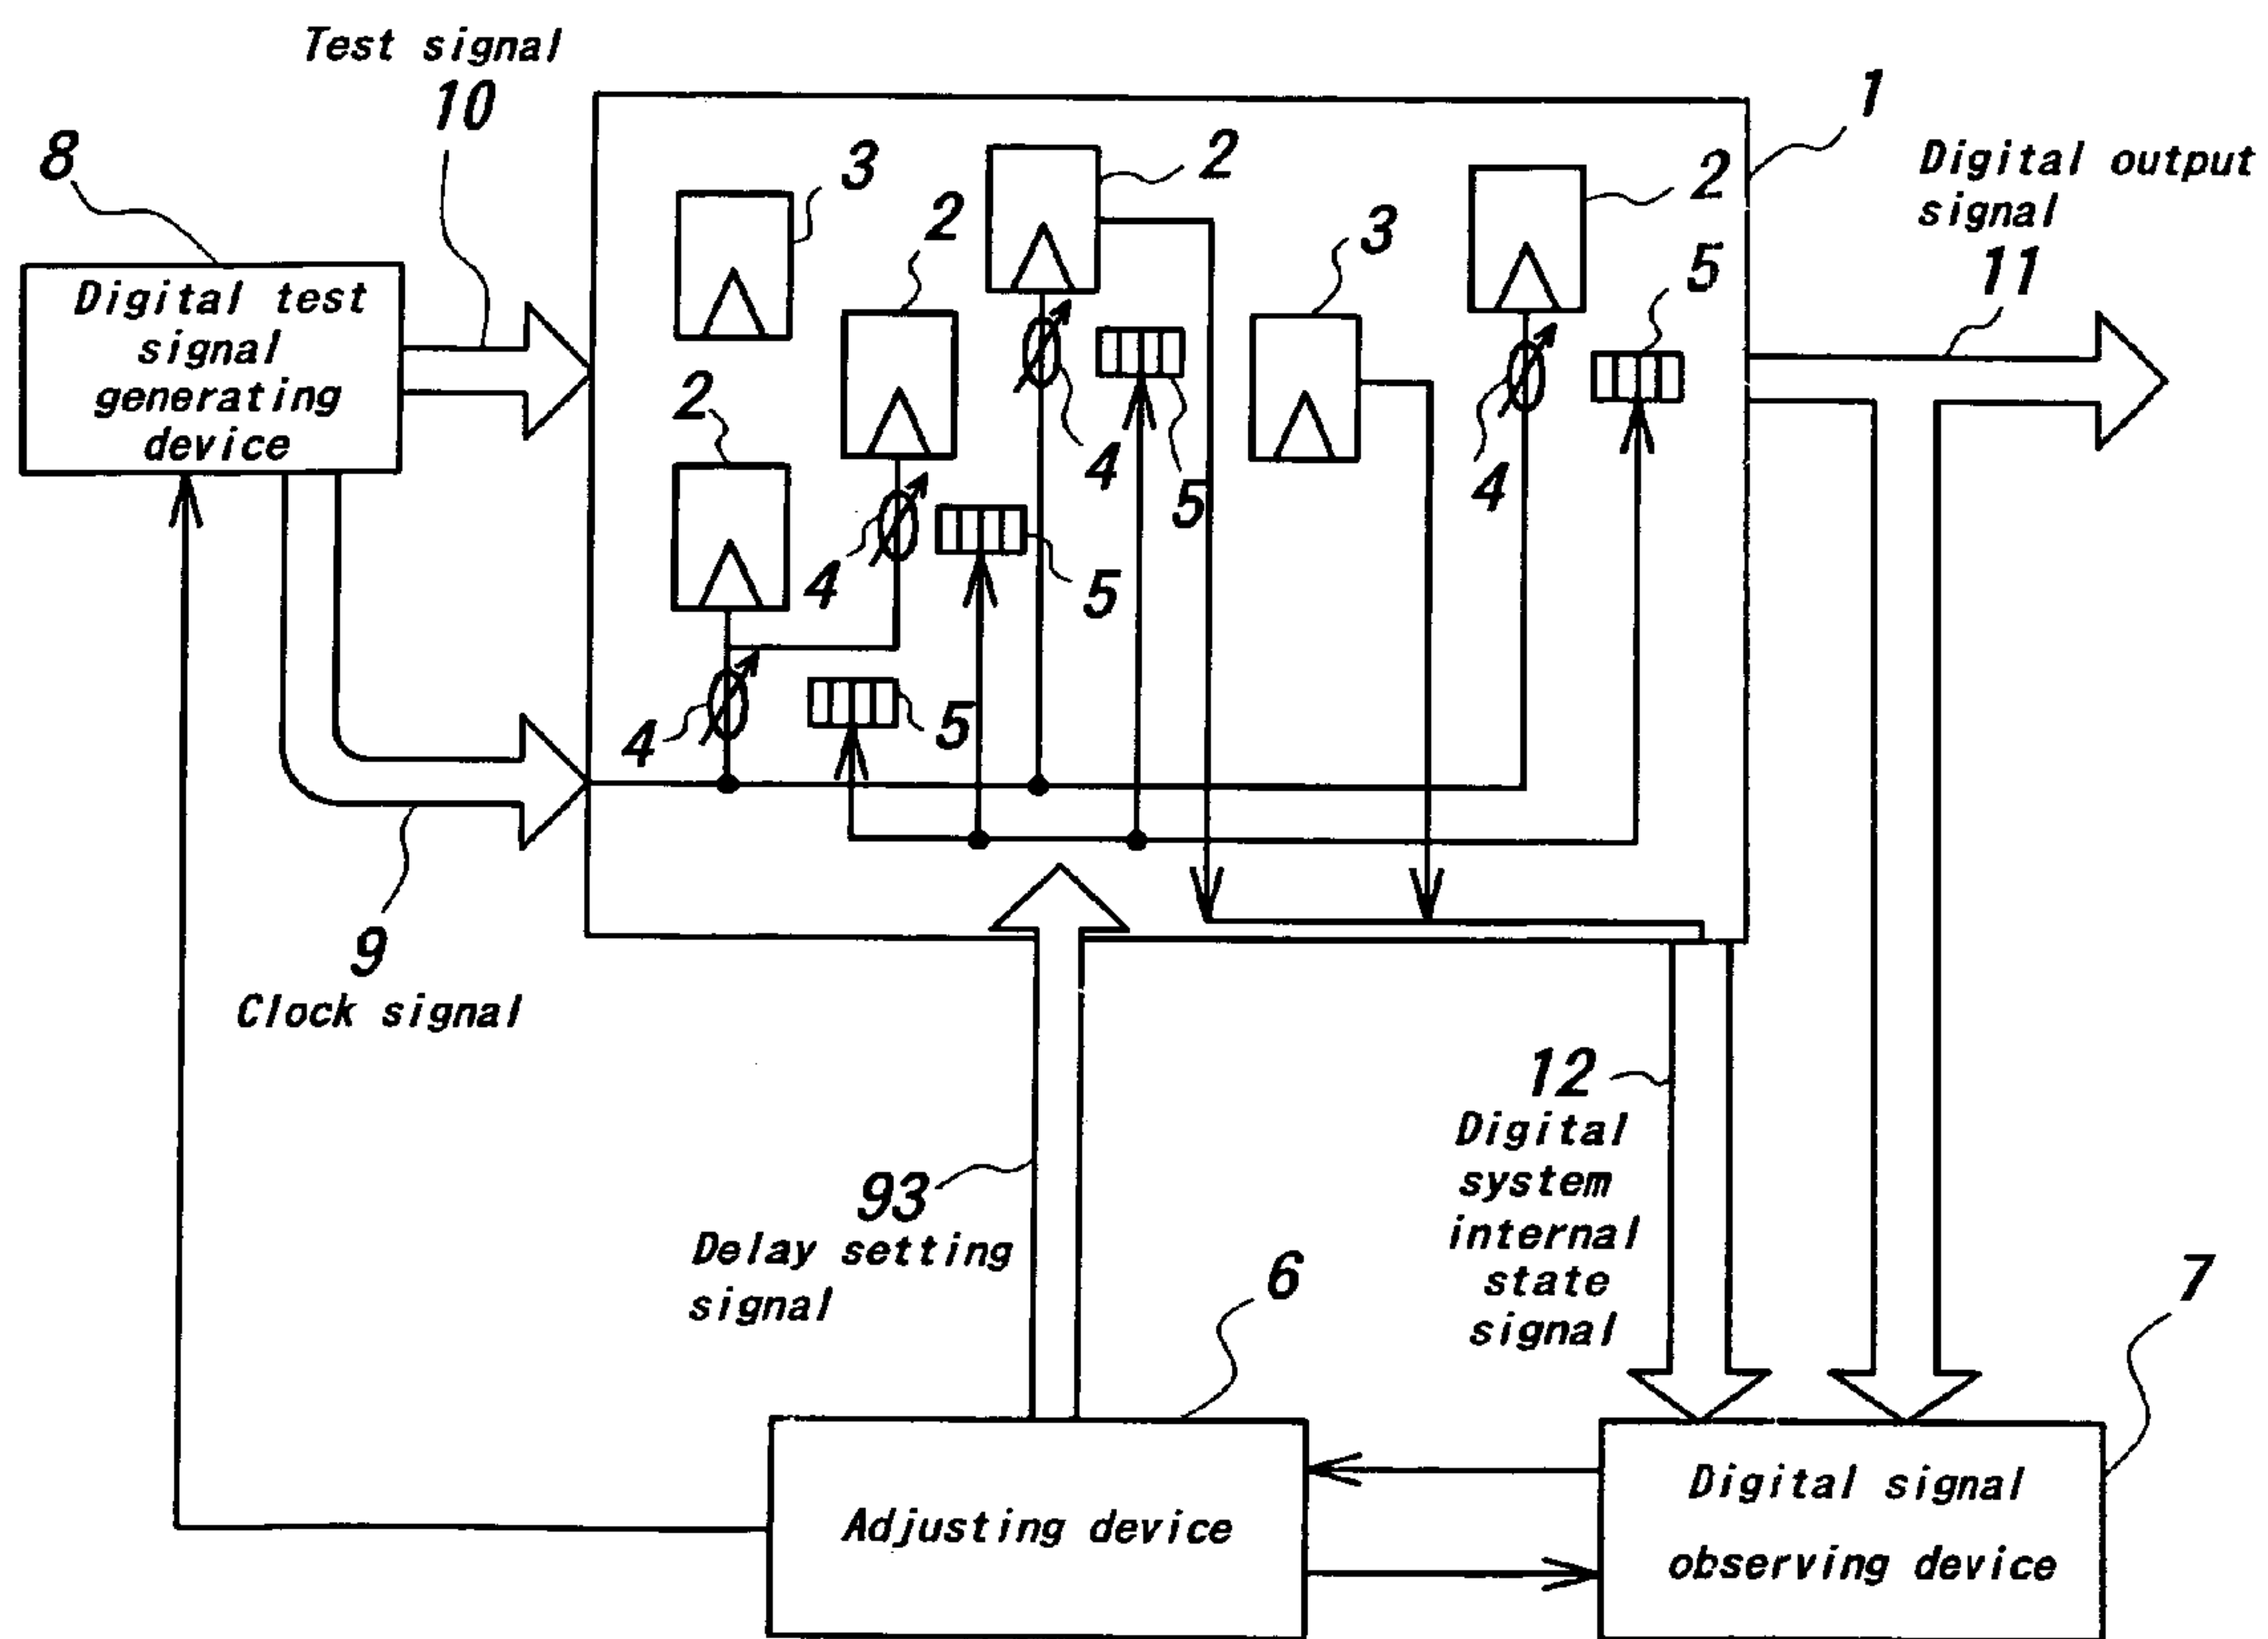 Test signal
10
8
Digital test
signal
generating
device
1
Digital output
signal
11
3
2
2
3
2
5
2
4
4
5
4
4
5
5
4
5
9
Clock signal
93
Delay setting
signal
12
Digital
system
internal
state
signal
6
7
Adjusting device
Digital signal
observing device